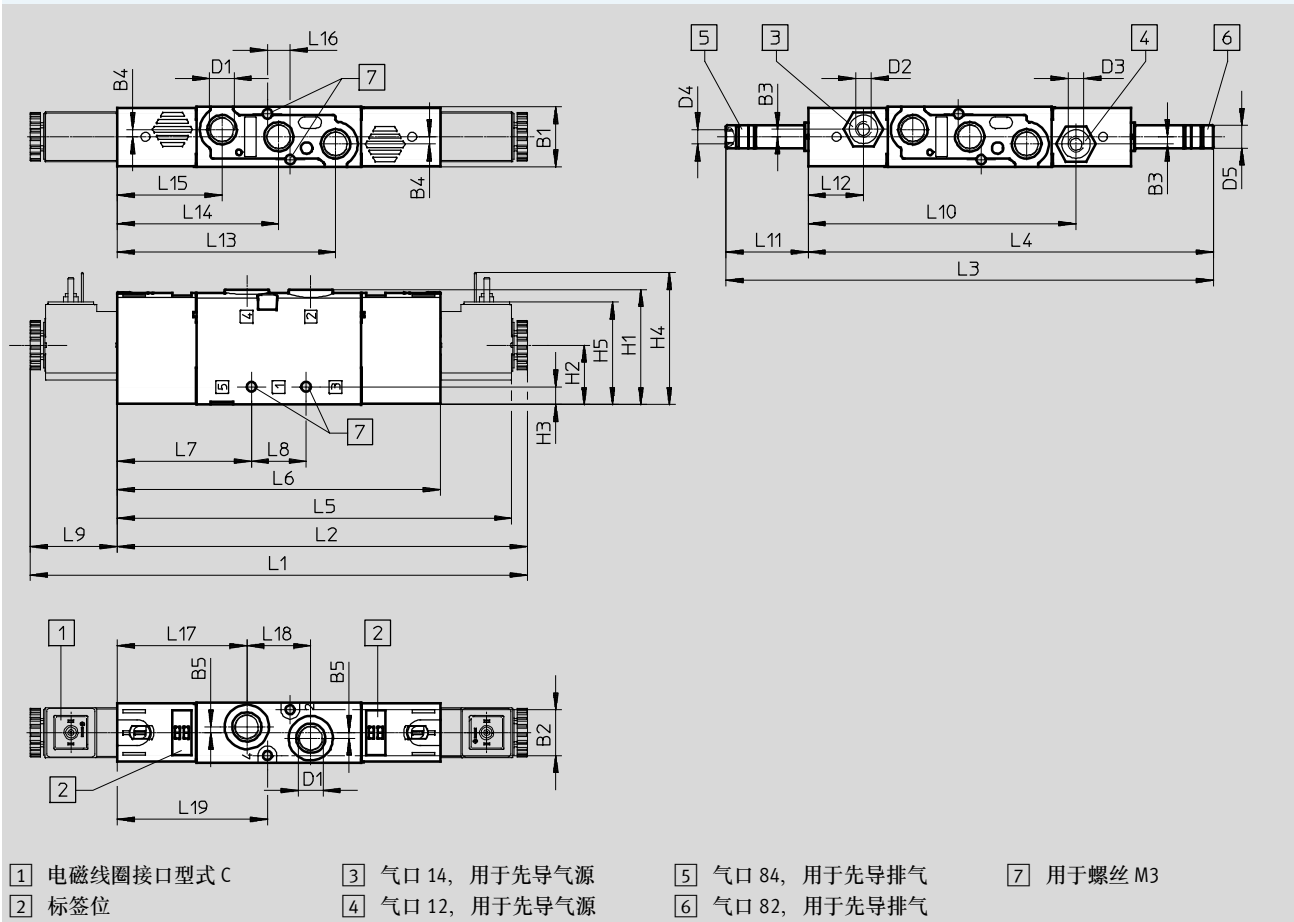 L16
D1
7
B4
B1
B4
L15
L14
L13
5
3
4
6
D2
D3
D4
B3
B3
D5
L12
L10
L11
L4
L3
4
2
5
1
3
7
H5
H1
H4
H2
H3
L7
L8
L6
L5
L9
L2
L1
1
L17
L18
2
B5
B5
2
4
B2
2
D1
L19
1 电磁线圈接口型式 C
2 标签位
3 气口 14, 用于先导气源
4 气口 12, 用于先导气源
5 气口 84, 用于先导排气
6 气口 82, 用于先导排气
7 用于螺丝 M3